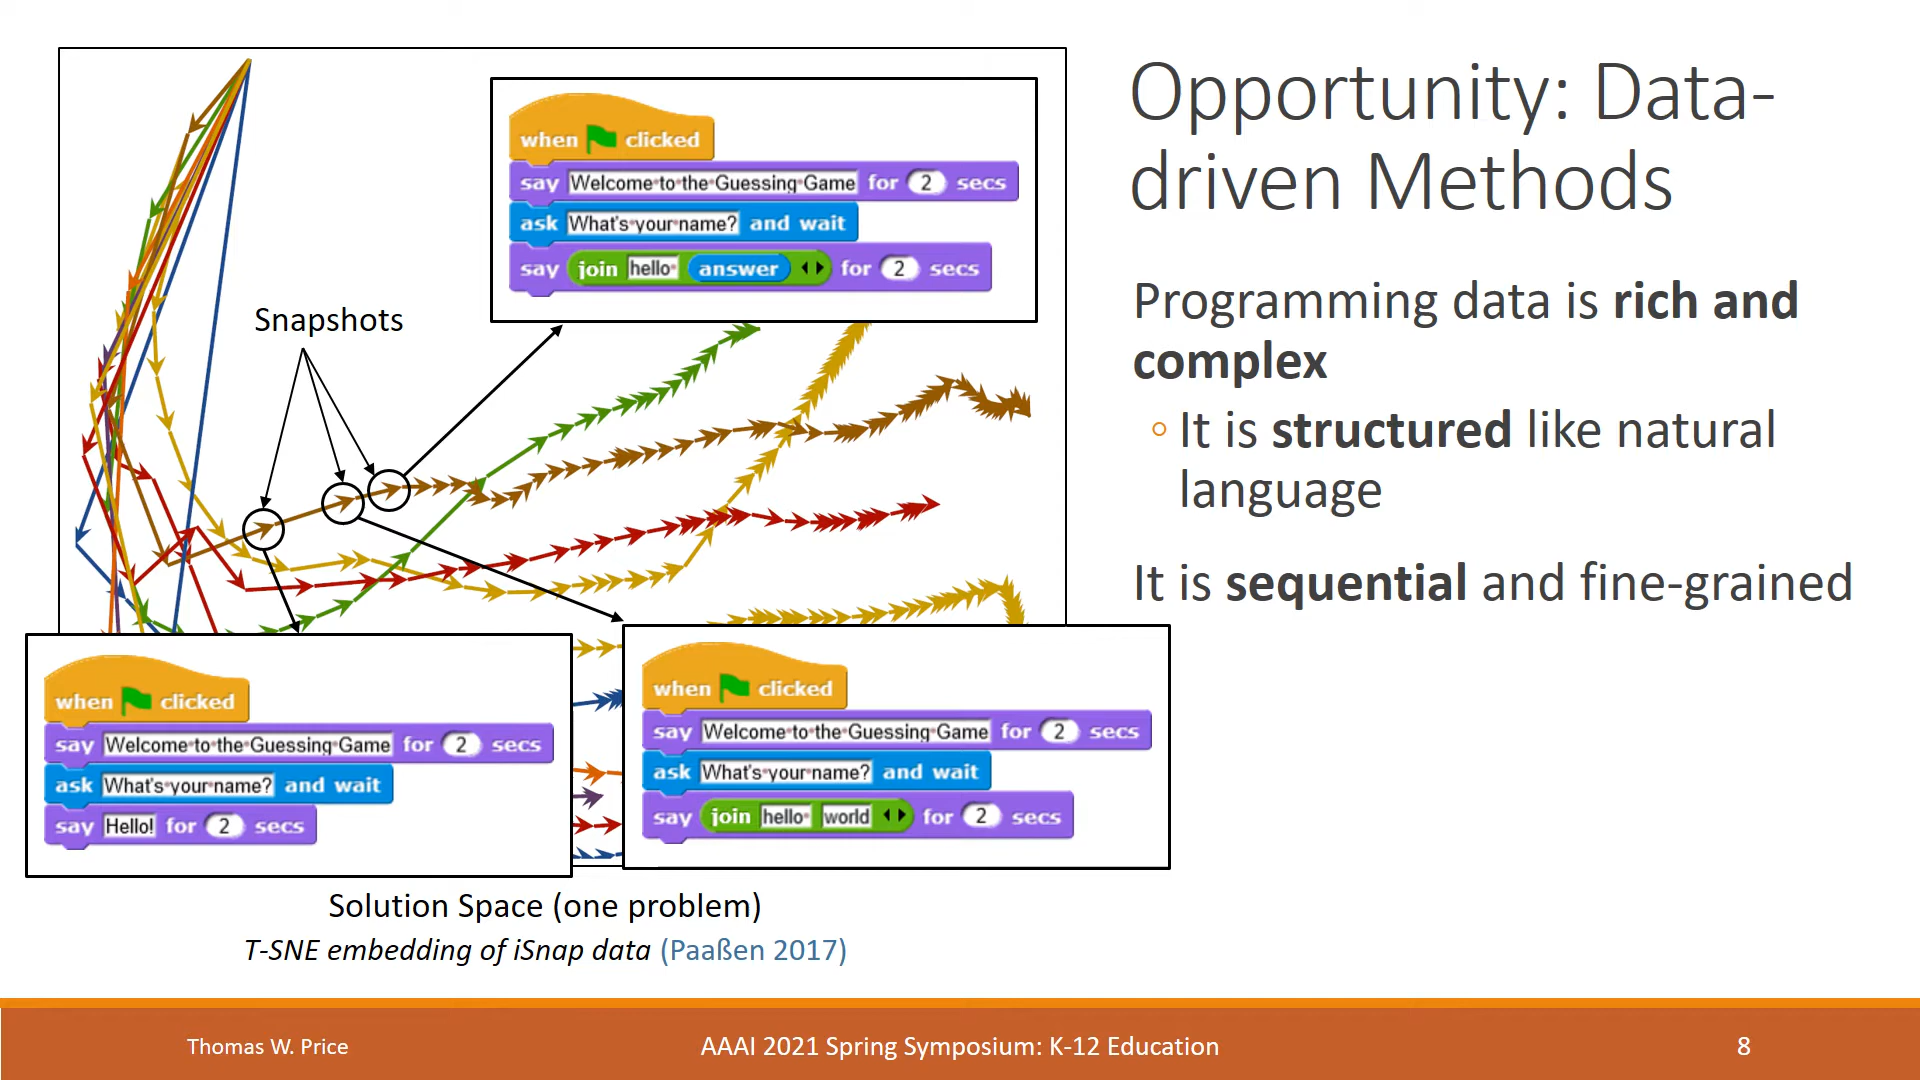 Opportunity: Data-
driven Methods
Programming data is rich and
complex
It is structured like natural
language
It is sequential and fine-grained
Snapshots
when clicked
say Welcome to the Guessing Game for 2 secs
ask What's your name? and wait
say join hello answer for 2 secs
when clicked
say Welcome to the Guessing Game for 2 secs
ask What's your name? and wait
say Hello! for 2 secs
when clicked
say Welcome to the Guessing Game for 2 secs
ask What's your name? and wait
say join hello world for 2 secs
Solution Space (one problem)
T-SNE embedding of iSnap data (Paaßen 2017)
Thomas W. Price
AAAI 2021 Spring Symposium: K-12 Education
8